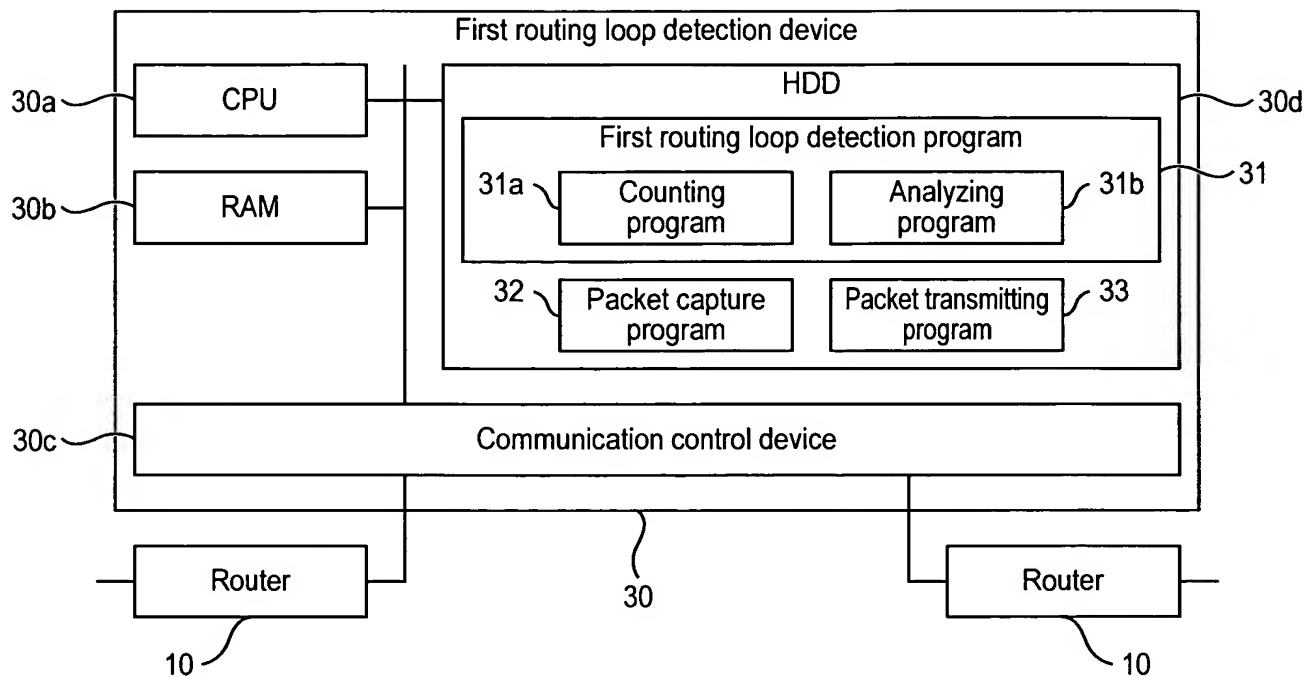 First routing loop detection device
30a
CPU
HDD
30d
First routing loop detection program
31
30b
RAM
31a
Counting
program
Analyzing
program
31b
32
Packet capture
program
Packet transmitting
program
33
30c
Communication control device
Router
30
Router
10
10